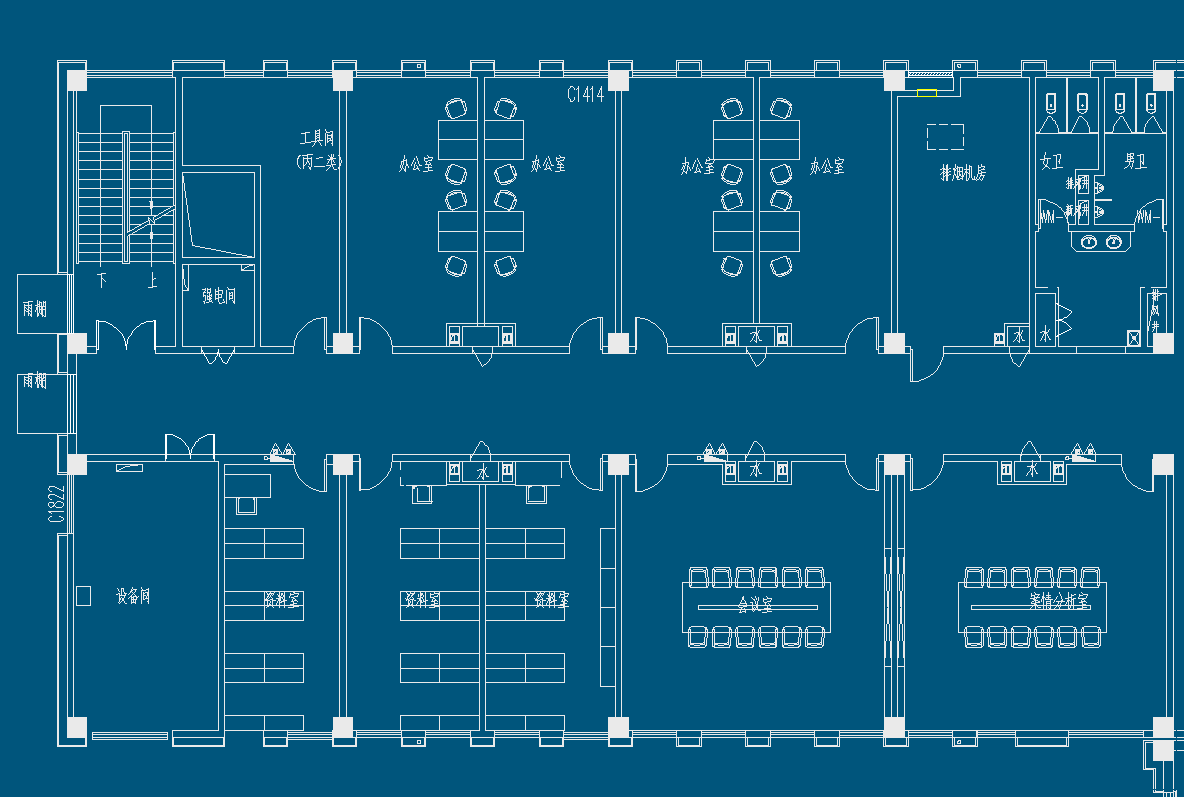 C1414
工具间
(丙二类)
办公室
办公室
办公室
办公室
排烟机房
女卫
男卫
排风井
新风井
WM-
WM-
下
上
强电间
雨棚
排风井
水
水
水
雨棚
水
水
水
C1822
设备间
资料室
资料室
资料室
会议室
案情分析室